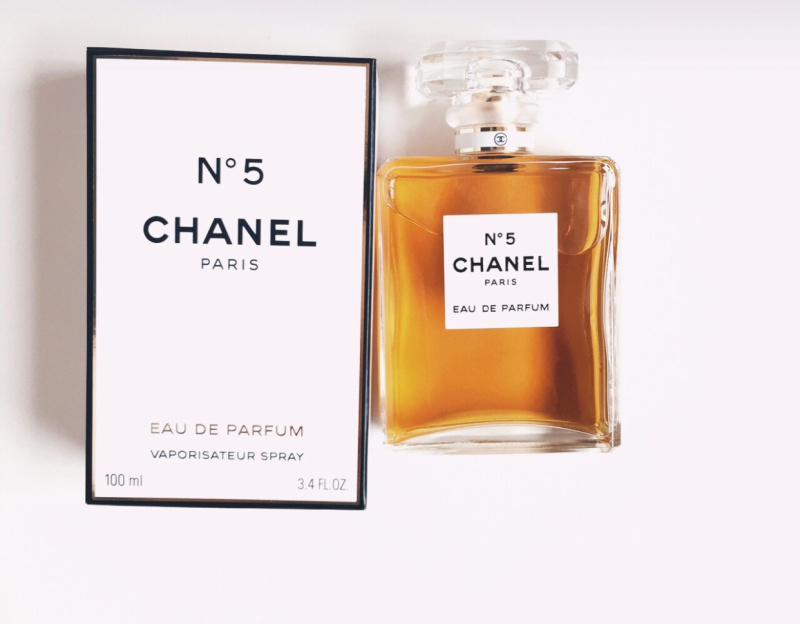 N°5
CHANEL
PARIS
EAU DE PARFUM
VAPORISATEUR SPRAY
100 ml 3.4 FL.OZ.
N°5
CHANEL
PARIS
EAU DE PARFUM